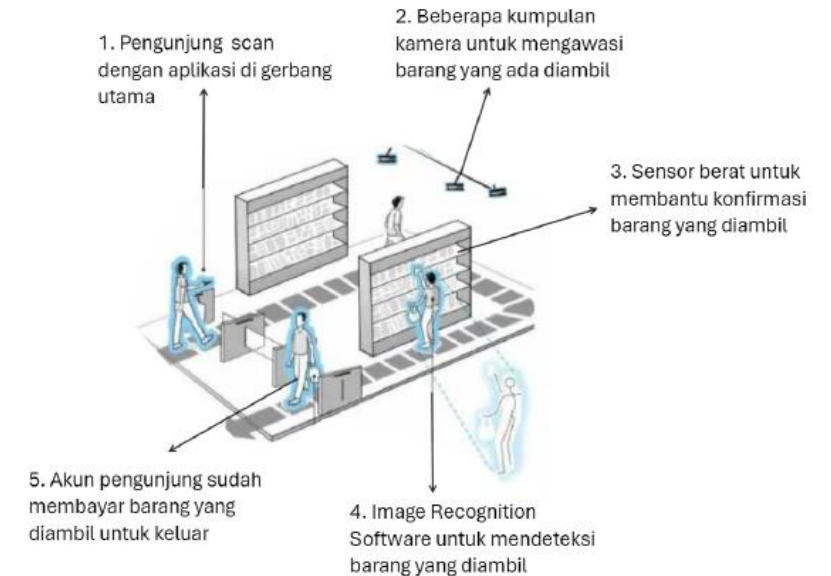 1. Pengunjung scan
dengan aplikasi di gerbang
utama
2. Beberapa kumpulan
kamera untuk mengawasi
barang yang ada diambil
3. Sensor berat untuk
membantu konfirmasi
barang yang diambil
4. Image Recognition
Software untuk mendeteksi
barang yang diambil
5. Akun pengunjung sudah
membayar barang yang
diambil untuk keluar